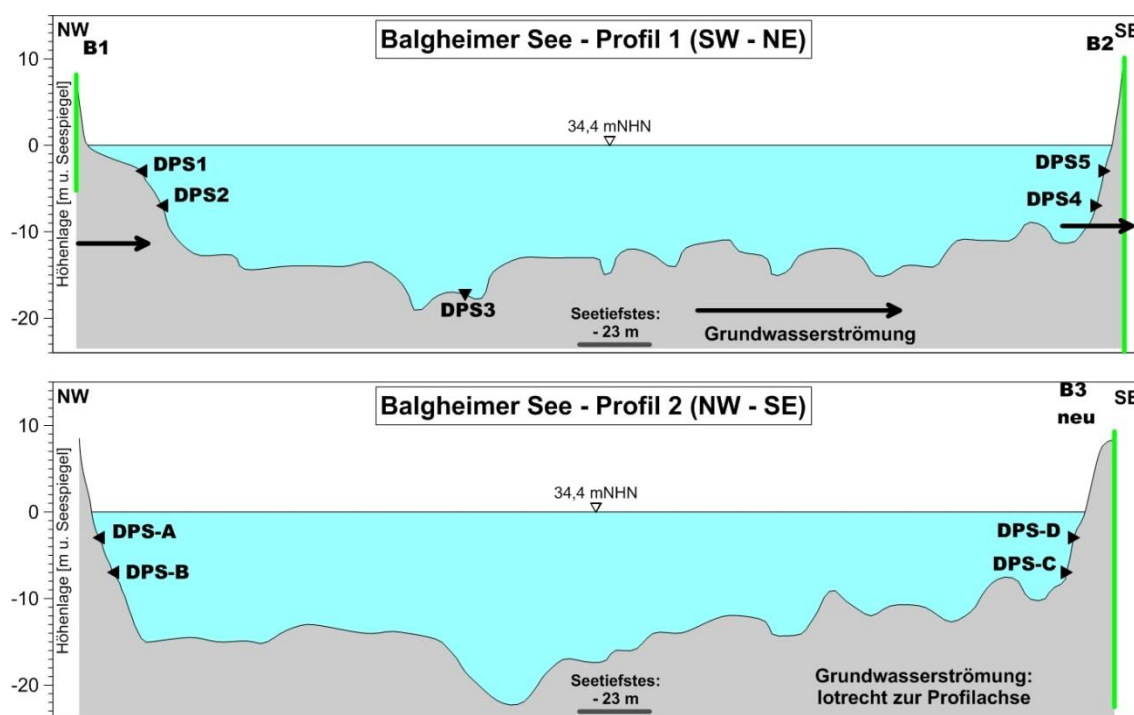 NW
B1
Balgheimer See - Profil 1 (SW - NE)
B2
SE
10
0
-10
-20
Höhenlage [m u. Seespiegel]
34,4 mNHN
DPS1
DPS2
DPS5
DPS4
DPS3
Seetiefstes:
- 23 m
Grundwasserströmung
NW
Balgheimer See - Profil 2 (NW - SE)
B3
neu
SE
10
0
-10
-20
Höhenlage [m u. Seespiegel]
34,4 mNHN
DPS-A
DPS-B
DPS-D
DPS-C
Seetiefstes:
- 23 m
Grundwasserströmung:
lotrecht zur Profilachse